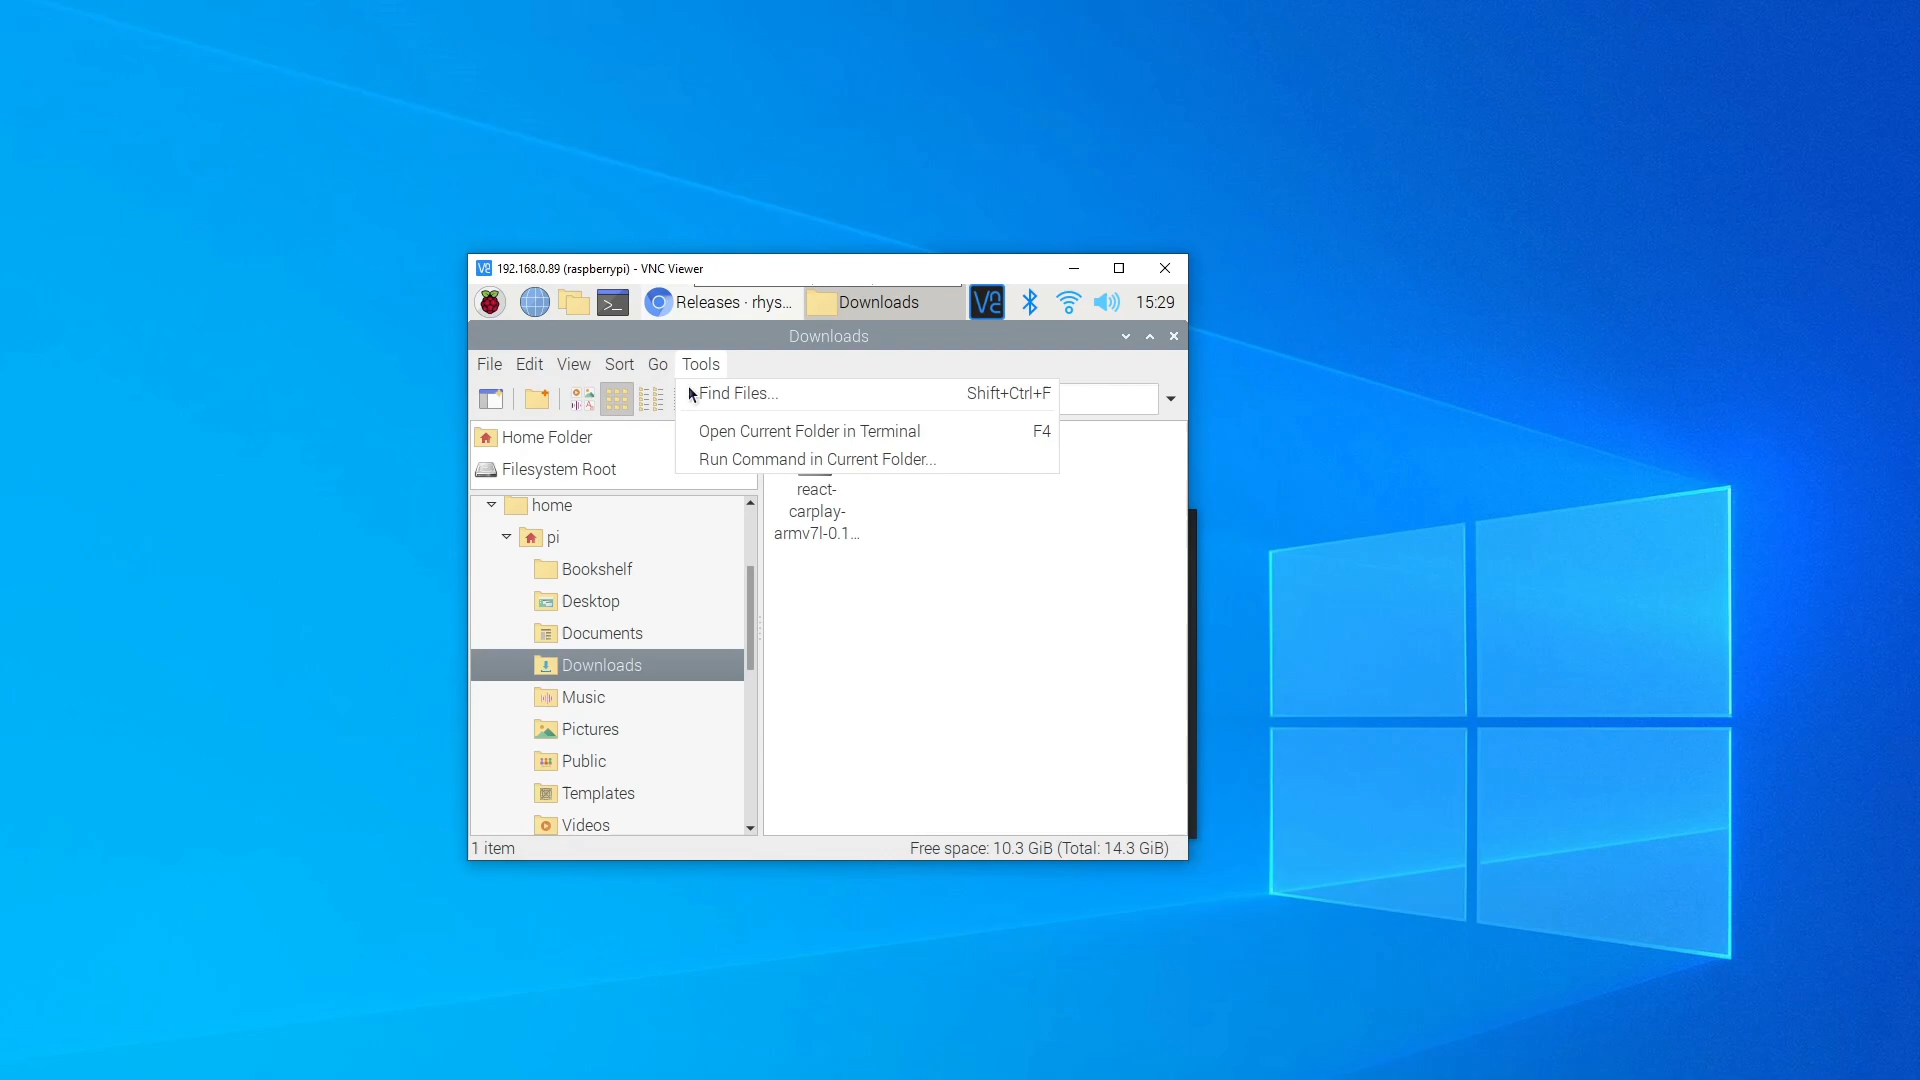 192.168.0.89 (raspberrypi) - VNC Viewer
Releases · rhys...
Downloads
15:29
Downloads
File Edit View Sort Go Tools
Find Files... Shift+Ctrl+F
Open Current Folder in Terminal F4
Run Command in Current Folder...
Home Folder
Filesystem Root
home
pi
Bookshelf
Desktop
Documents
Downloads
Music
Pictures
Public
Templates
Videos
react-
carplay-
armv7l-0.1...
1 item
Free space: 10.3 GiB (Total: 14.3 GiB)